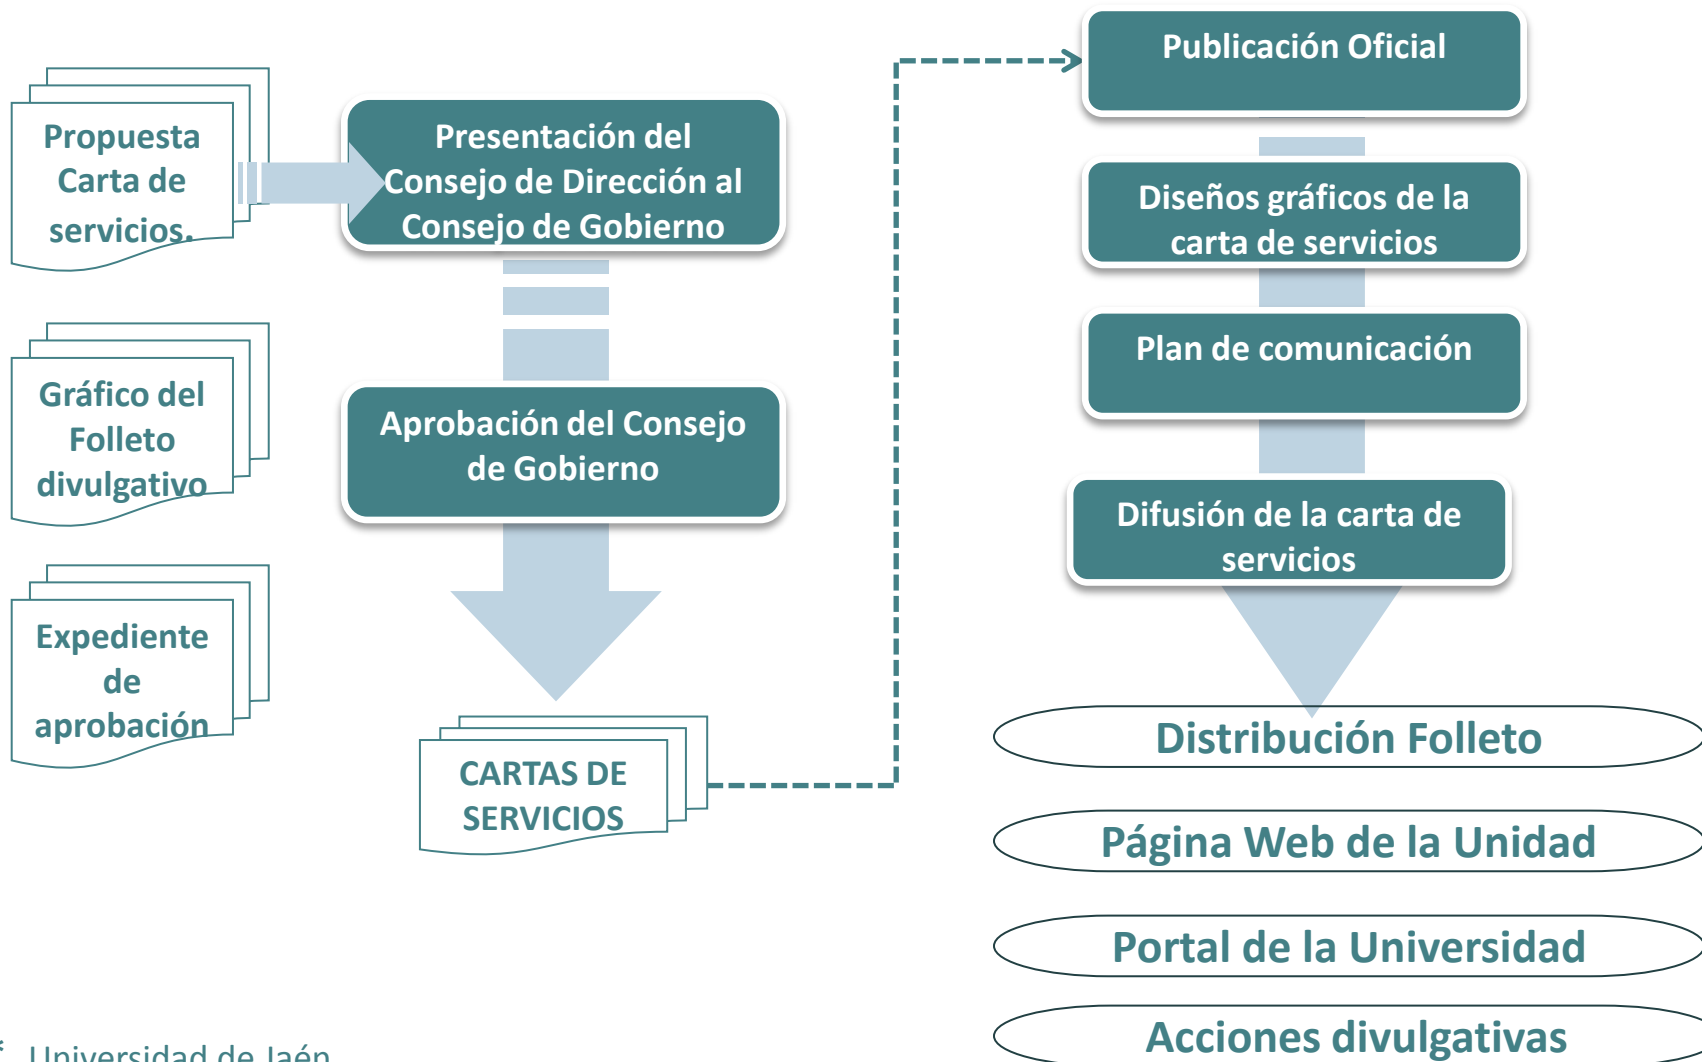 Propuesta
Carta de
servicios.
Gráfico del
Folleto
divulgativo
Expediente
de
aprobación
Presentación del
Consejo de Dirección al
Consejo de Gobierno
Aprobación del Consejo
de Gobierno
CARTAS DE
SERVICIOS
Publicación Oficial
Diseños gráficos de la
carta de servicios
Plan de comunicación
Difusión de la carta de
servicios
Distribución Folleto
Página Web de la Unidad
Portal de la Universidad
Acciones divulgativas
* Universidad de Jaén